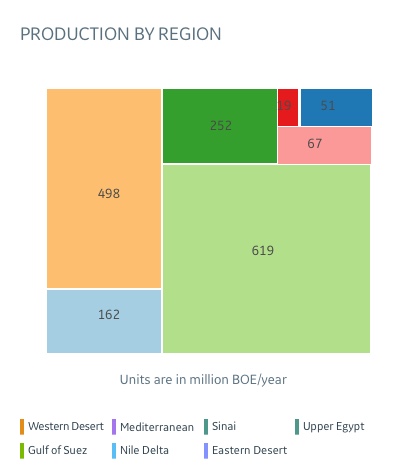 PRODUCTION BY REGION
19 51
252
67
498
619
162
Units are in million BOE/year
Western Desert Mediterranean Sinai Upper Egypt
Gulf of Suez Nile Delta Eastern Desert